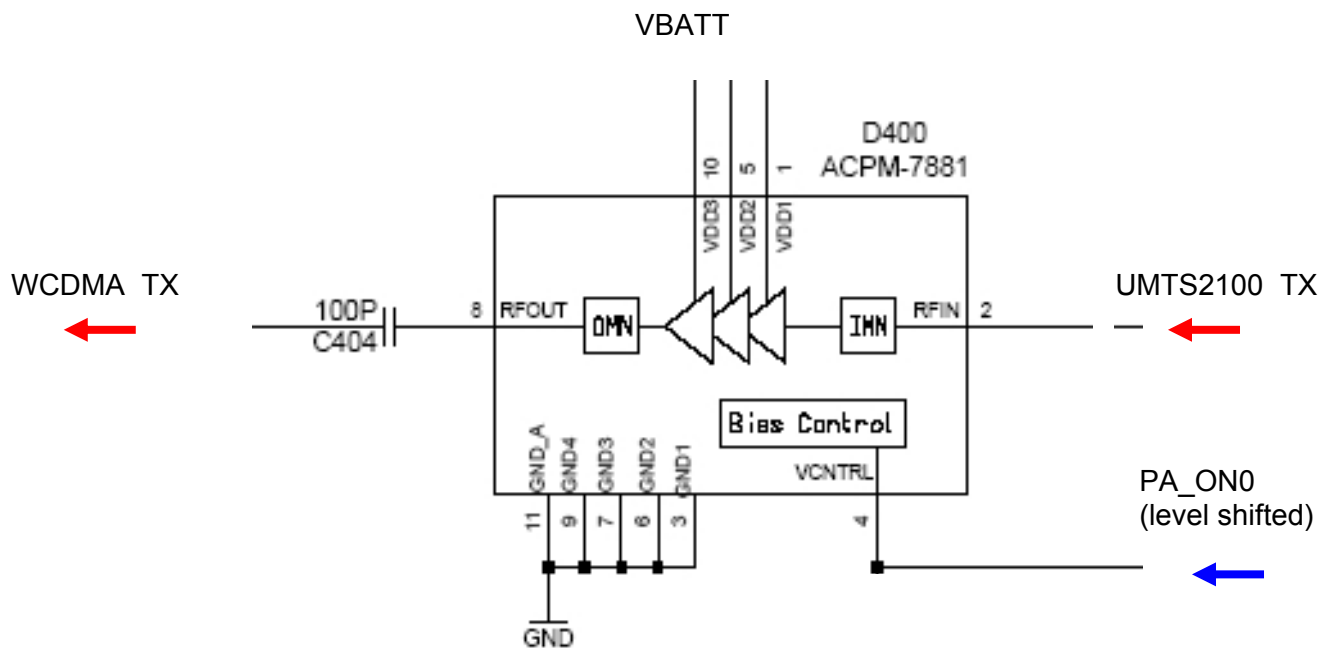 VBATT
D400
ACPM-7881
10
5
1
VDD3
VDD2
VDD1
WCDMA TX
UMTS2100 TX
100P
C404
8
RFOUT
OMN
IMN
RFIN
2
Bias Control
GND_A
GND4
GND3
GND2
GND1
VCNTRL
11
9
7
6
3
4
PA_ON0
(level shifted)
GND